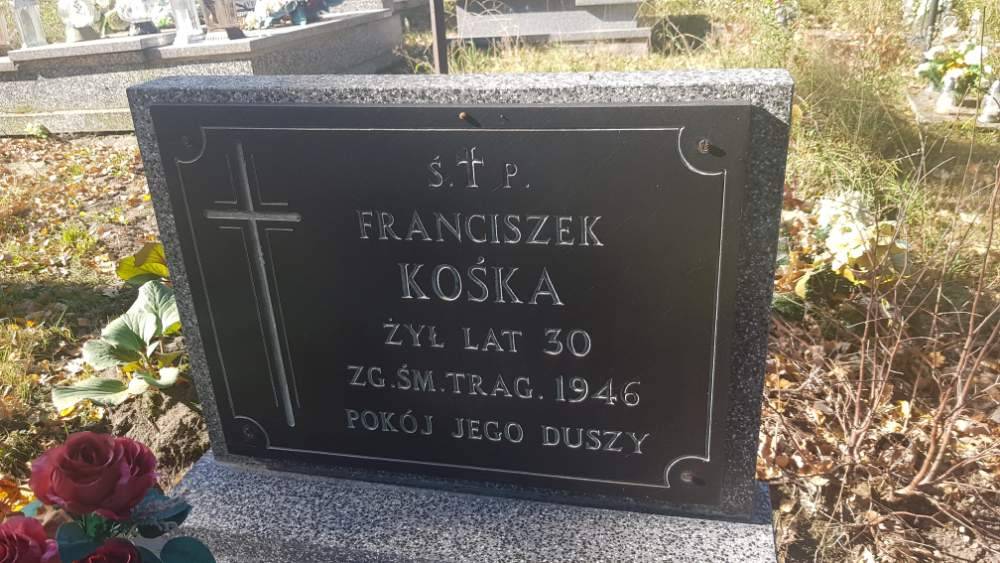 Ś.✝P.
FRANCISZEK
KOŚKA
ŻYŁ LAT 30
ZG.ŚM.TRAG.1946
POKÓJ JEGO DUSZY